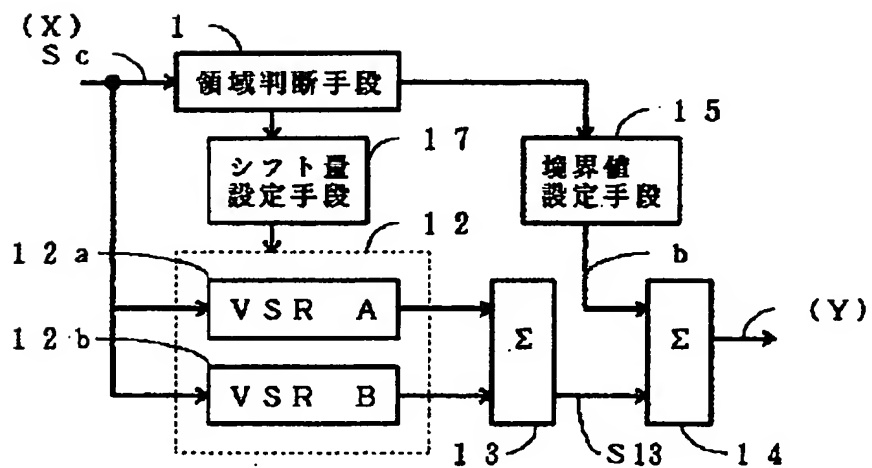 (X)
Sc
1
領域判断手段
15
17
シフト量
設定手段
境界値
設定手段
12
12a
VSR A
b
(Y)
Σ
Σ
12b
VSR B
13
S13
14